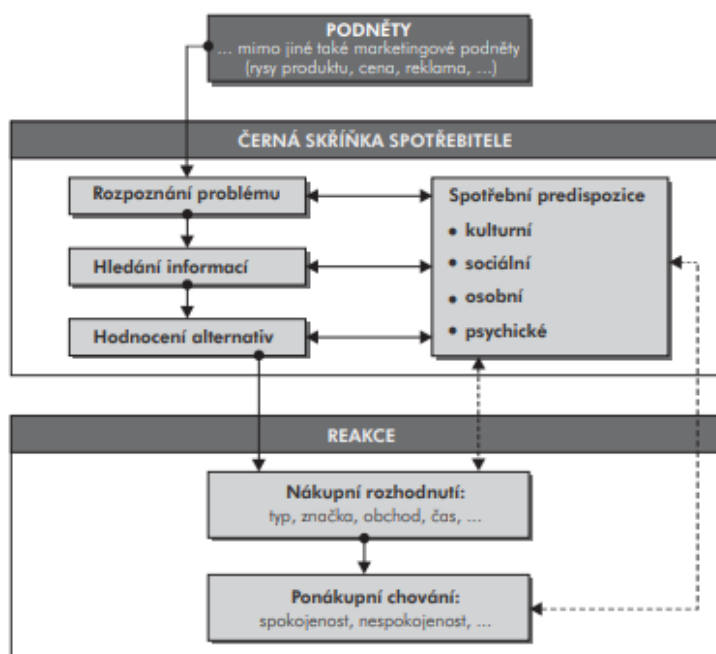 PODNĚTY
... mimo jiné také marketingové podněty
(rysy produktu, cena, reklama, ...)
ČERNÁ SKŘÍŇKA SPOTŘEBITELE
Rozpoznání problému
Hledání informací
Hodnocení alternativ
Spotřební predispozice
• kulturní
• sociální
• osobní
• psychické
REAKCE
Nákupní rozhodnutí:
typ, značka, obchod, čas, ...
Ponákupní chování:
spokojenost, nespokojenost, ...